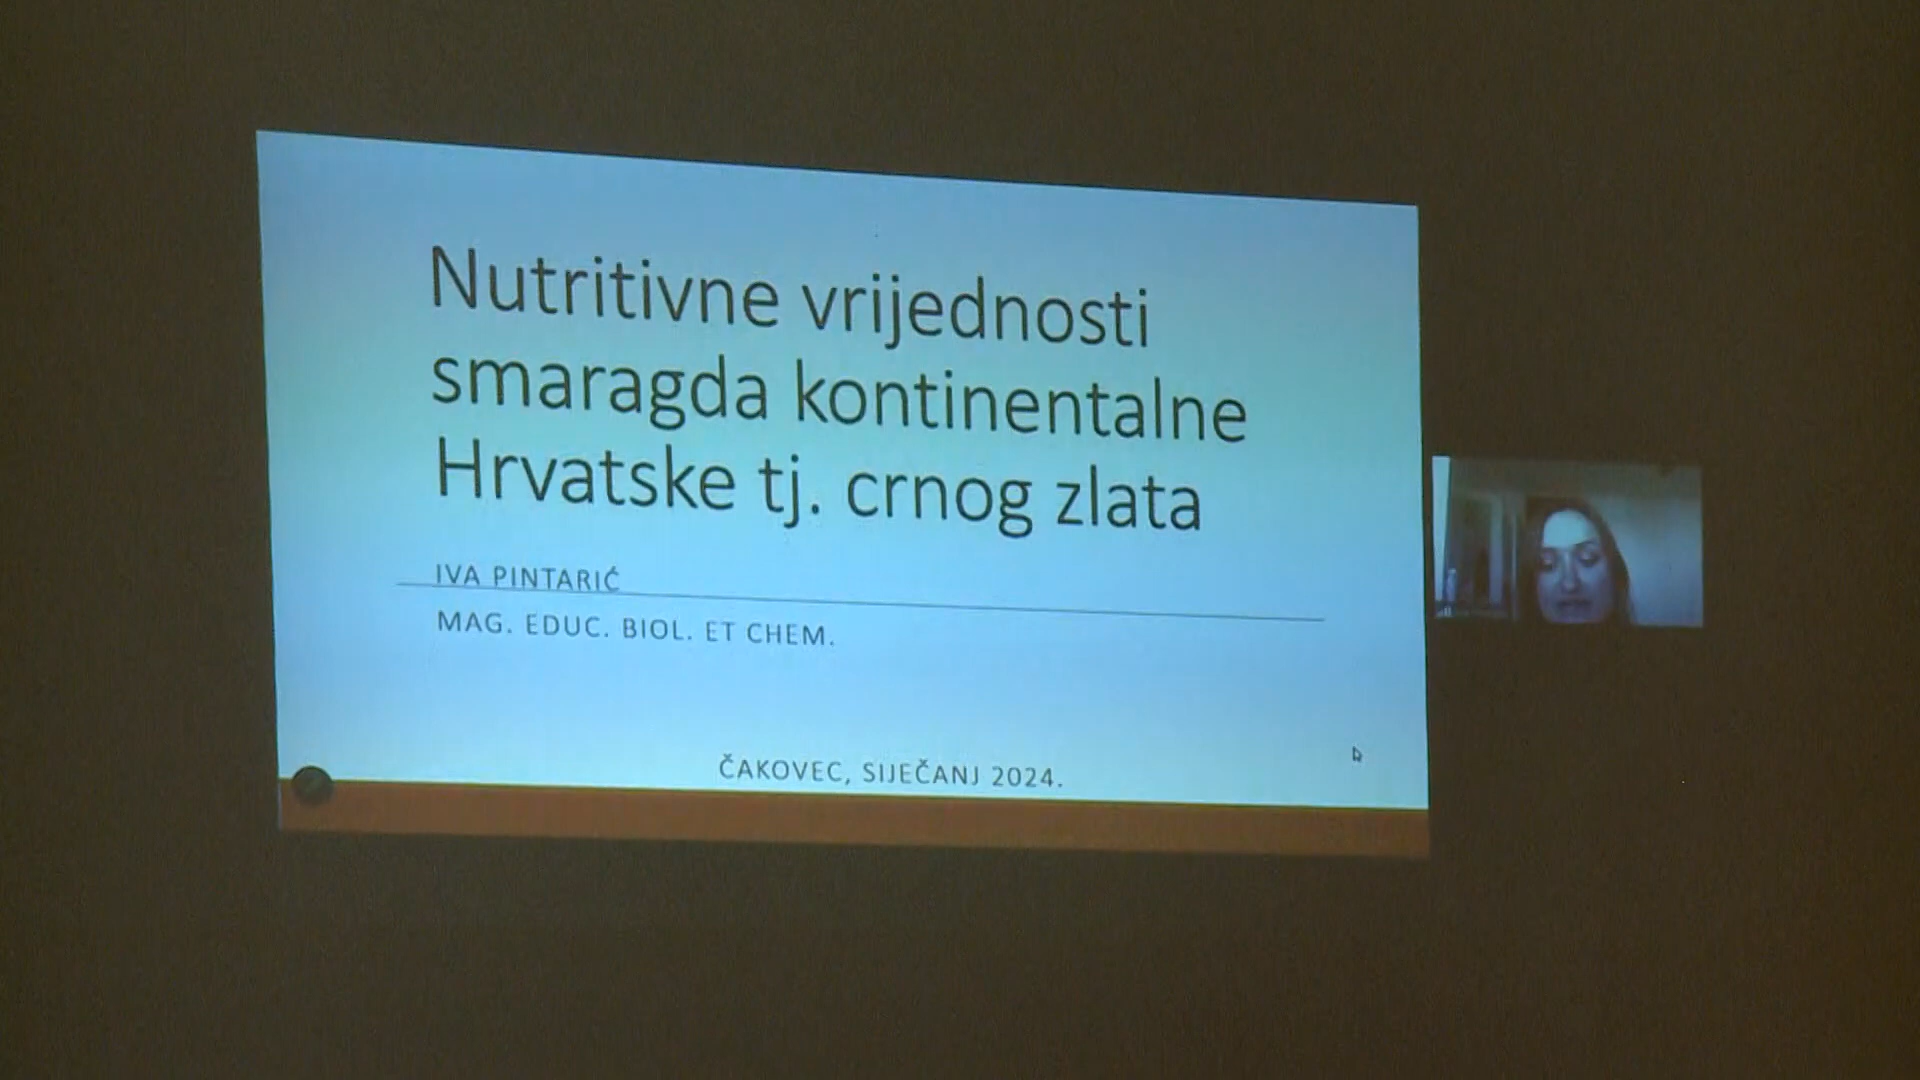 Nutritivne vrijednosti
smaragda kontinentalne
Hrvatske tj. crnog zlata
IVA PINTARIĆ
MAG. EDUC. BIOL. ET CHEM.
ČAKOVEC, SIJEČANJ 2024.